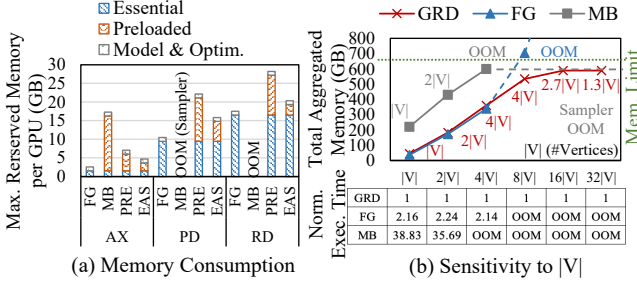 Essential
Preloaded
Model & Optim.
Max. Rerserved Memory
per GPU (GB)
30
25
20
15
10
5
0
OOM (Sampler)
OOM
FG
MB
PRE
EAS
FG
MB
PRE
EAS
FG
MB
PRE
EAS
AX
PD
RD
(a) Memory Consumption
GRD
FG
MB
Total Aggregated
Memory (GB)
800
700
600
500
400
300
200
100
0
OOM
OOM
|V|
2|V|
|V|
2|V|
4|V|
4|V|
2.7|V|
1.3|V|
Sampler
OOM
|V| (#Vertices)
Mem. Limit
Norm.
Exec. Time
|V| 2|V| 4|V| 8|V| 16|V| 32|V|
GRD 1 1 1 1 1 1
FG 2.16 2.24 2.14 OOM OOM OOM
MB 38.83 35.69 OOM OOM OOM OOM
(b) Sensitivity to |V|